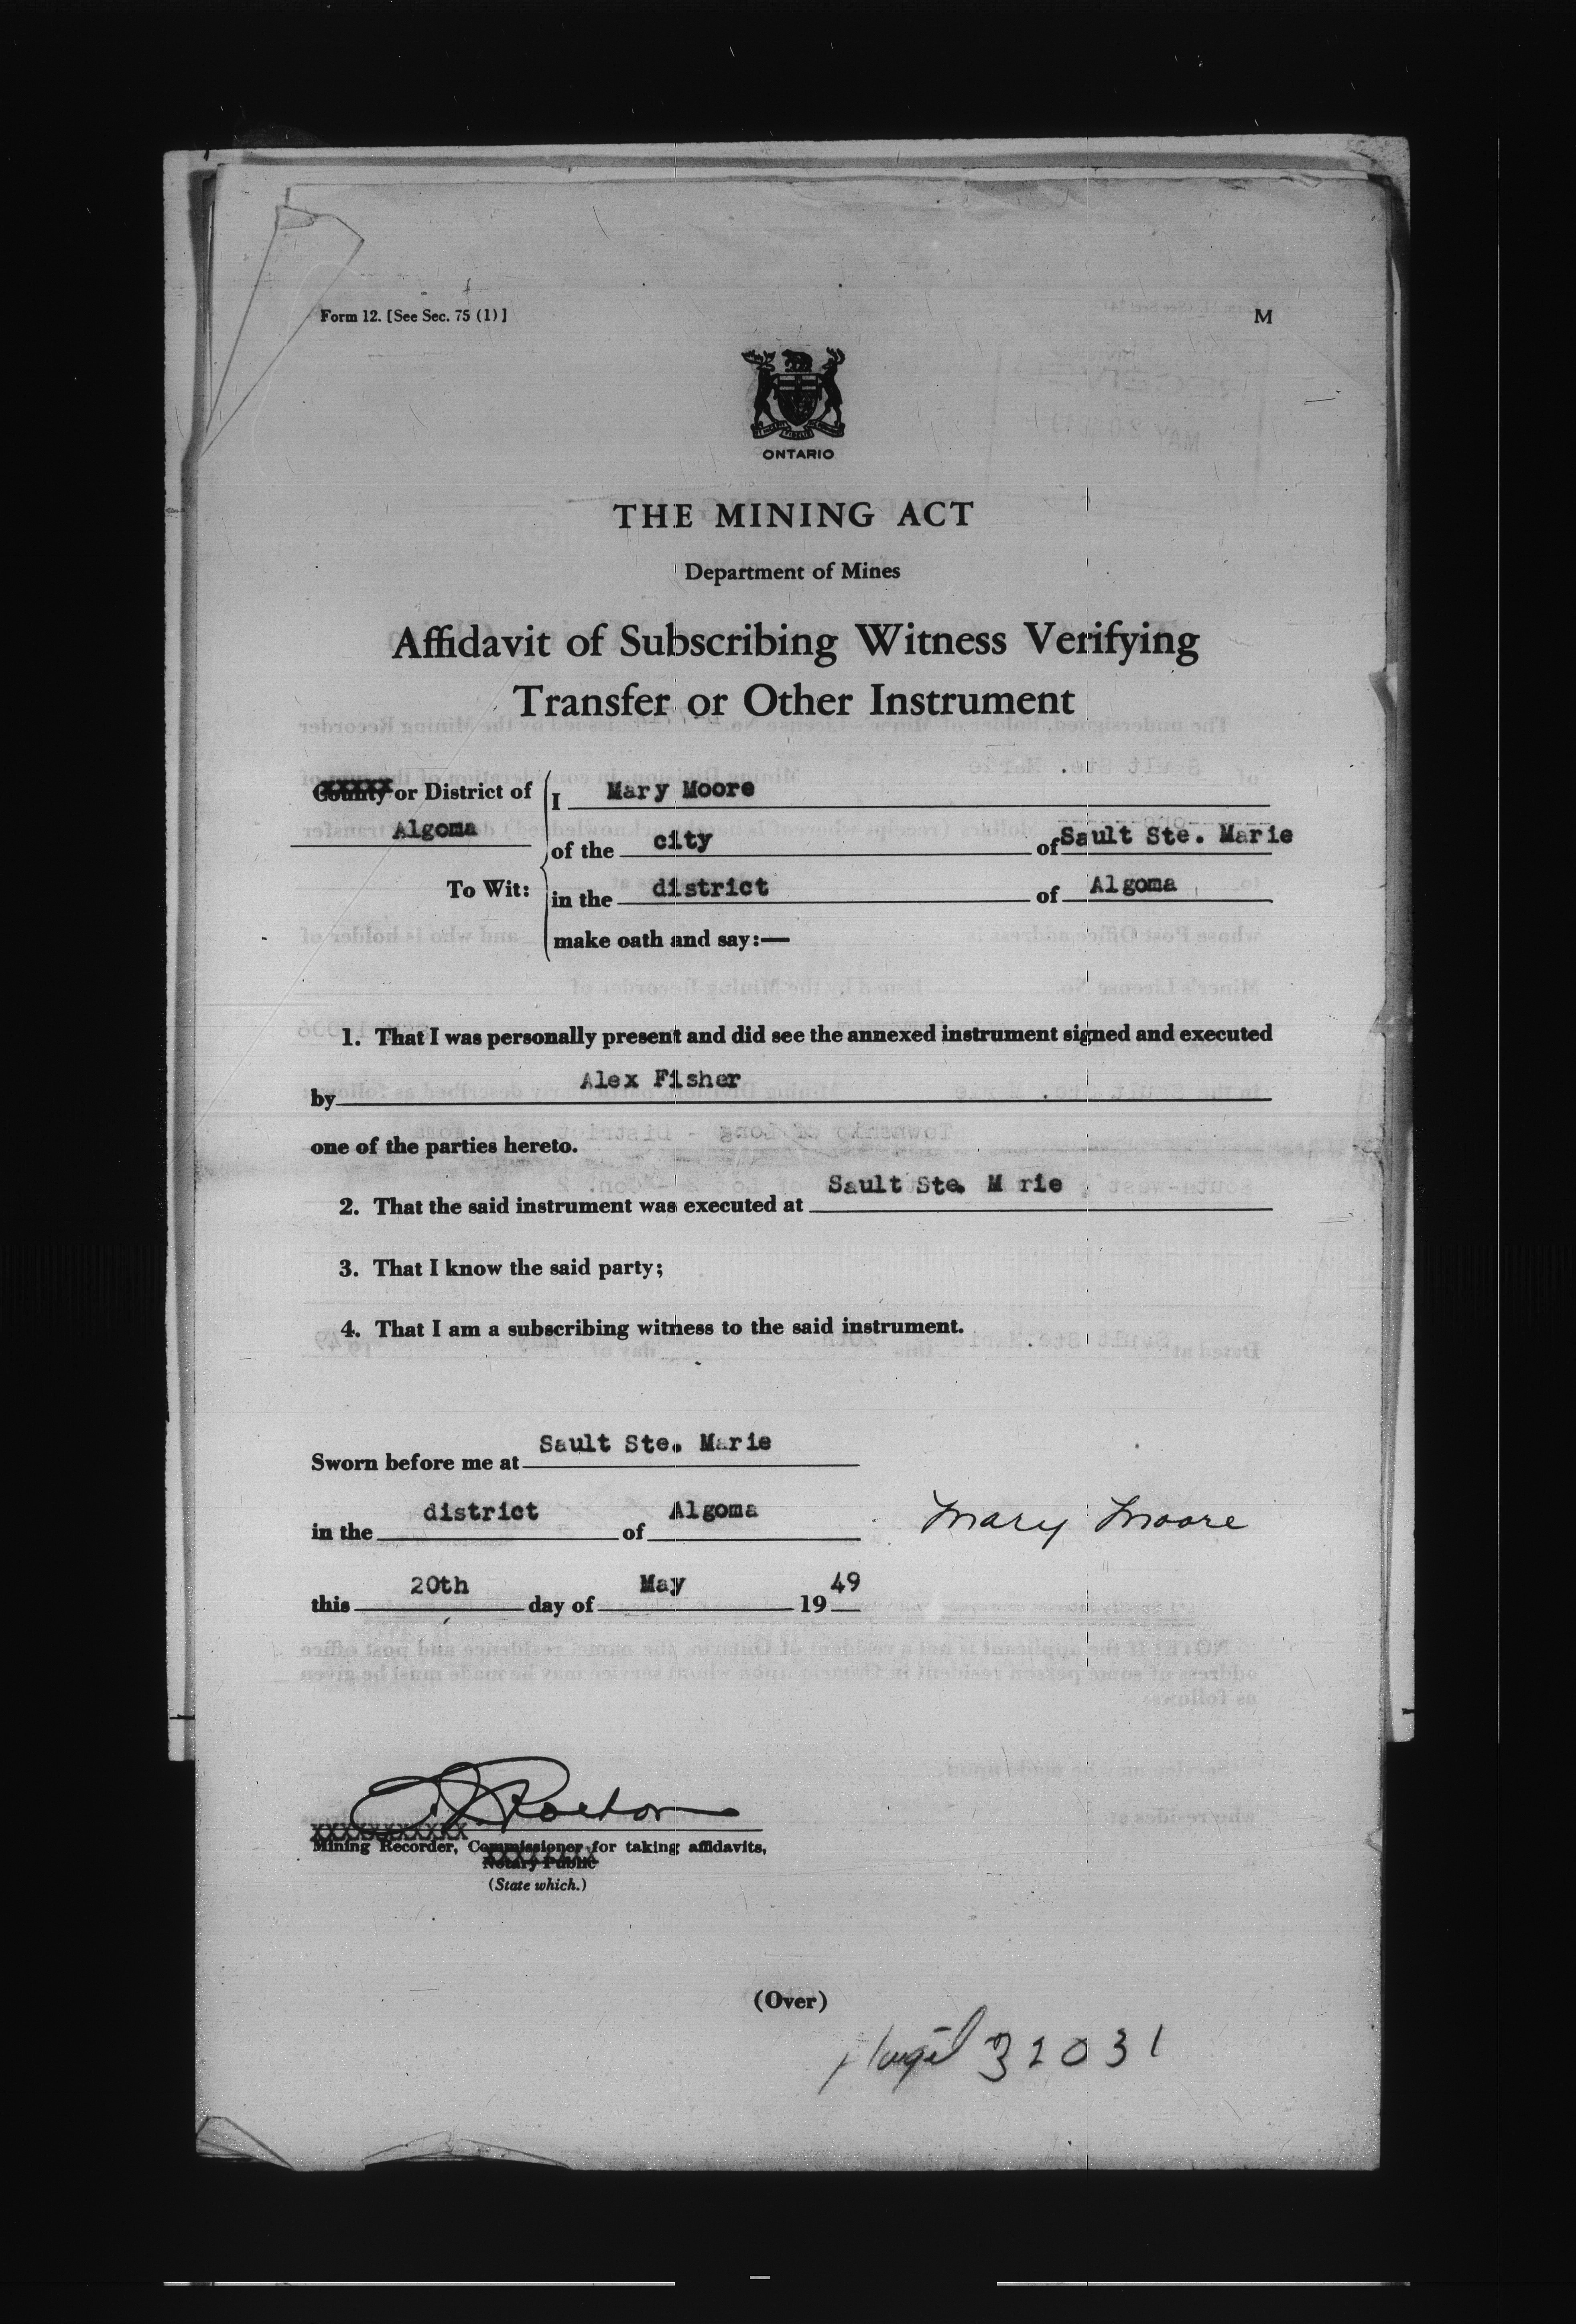 Form 12. [See Sec. 75 (1)]
M
ONTARIO
THE MINING ACT
Department of Mines
Affidavit of Subscribing Witness Verifying
Transfer or Other Instrument
County or District of
Algoma
To Wit:
I Mary Moore
of the city of Sault Ste. Marie
in the district of Algoma
make oath and say:—
1. That I was personally present and did see the annexed instrument signed and executed
by Alex Fisher
one of the parties hereto.
2. That the said instrument was executed at Sault Ste. M rie
3. That I know the said party;
4. That I am a subscribing witness to the said instrument.
Sworn before me at Sault Ste. Marie
in the district of Algoma
Mary Moore
this 20th day of May 1949
XXXXXXXXXXX
Mining Recorder, Commissioner for taking affidavits,
Notary Public
(State which.)
(Over)
32031